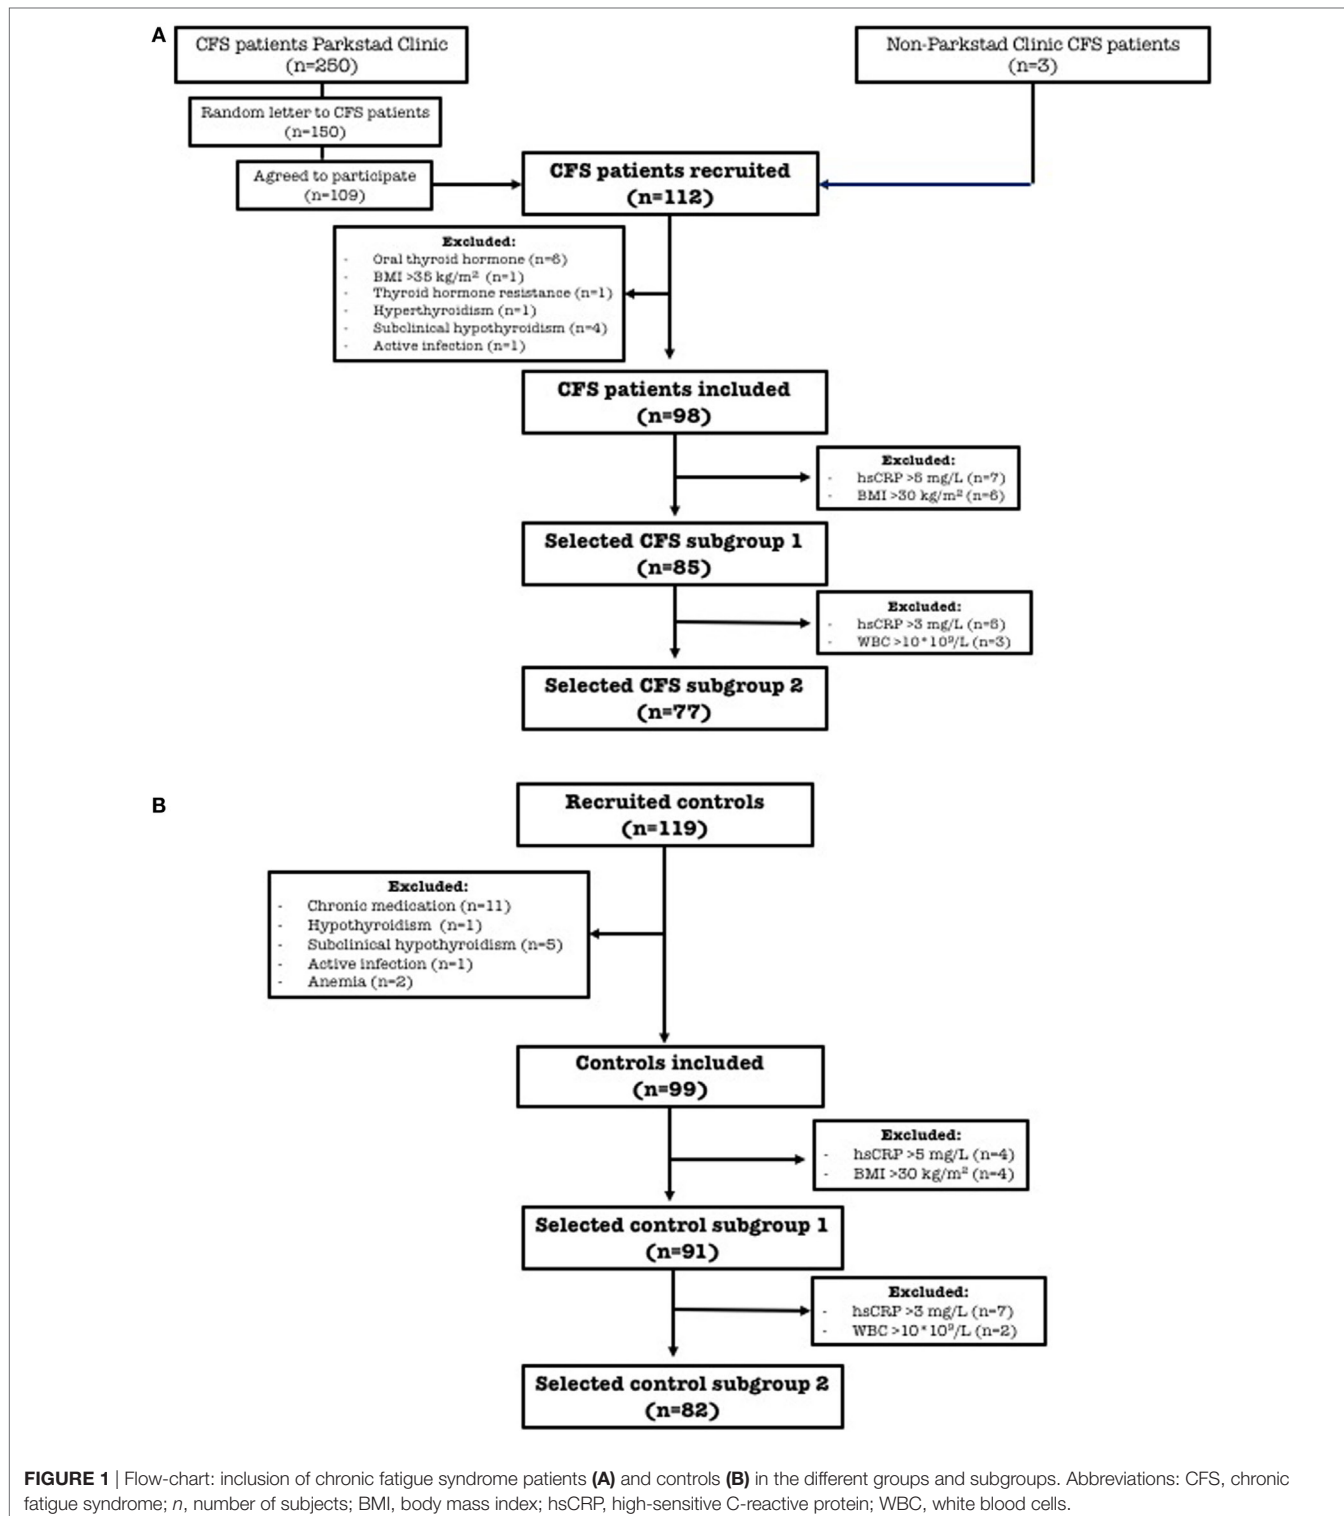 A
CFS patients Parkstad Clinic
(n=250)
Non-Parkstad Clinic CFS patients
(n=3)
Random letter to CFS patients
(n=150)
Agreed to participate
(n=109)
CFS patients recruited
(n=112)
Excluded:
- Oral thyroid hormone (n=6)
- BMI >35 kg/m² (n=1)
- Thyroid hormone resistance (n=1)
- Hyperthyroidism (n=1)
- Subclinical hypothyroidism (n=4)
- Active infection (n=1)
CFS patients included
(n=98)
Excluded:
- hsCRP >5 mg/L (n=7)
- BMI >30 kg/m² (n=6)
Selected CFS subgroup 1
(n=85)
Excluded:
- hsCRP >3 mg/L (n=5)
- WBC >10*10⁹/L (n=3)
Selected CFS subgroup 2
(n=77)
B
Recruited controls
(n=119)
Excluded:
- Chronic medication (n=11)
- Hypothyroidism (n=1)
- Subclinical hypothyroidism (n=5)
- Active infection (n=1)
- Anemia (n=2)
Controls included
(n=99)
Excluded:
- hsCRP >5 mg/L (n=4)
- BMI >30 kg/m² (n=4)
Selected control subgroup 1
(n=91)
Excluded:
- hsCRP >3 mg/L (n=7)
- WBC >10*10⁹/L (n=2)
Selected control subgroup 2
(n=82)
FIGURE 1 | Flow-chart: inclusion of chronic fatigue syndrome patients (A) and controls (B) in the different groups and subgroups. Abbreviations: CFS, chronic
fatigue syndrome; n, number of subjects; BMI, body mass index; hsCRP, high-sensitive C-reactive protein; WBC, white blood cells.